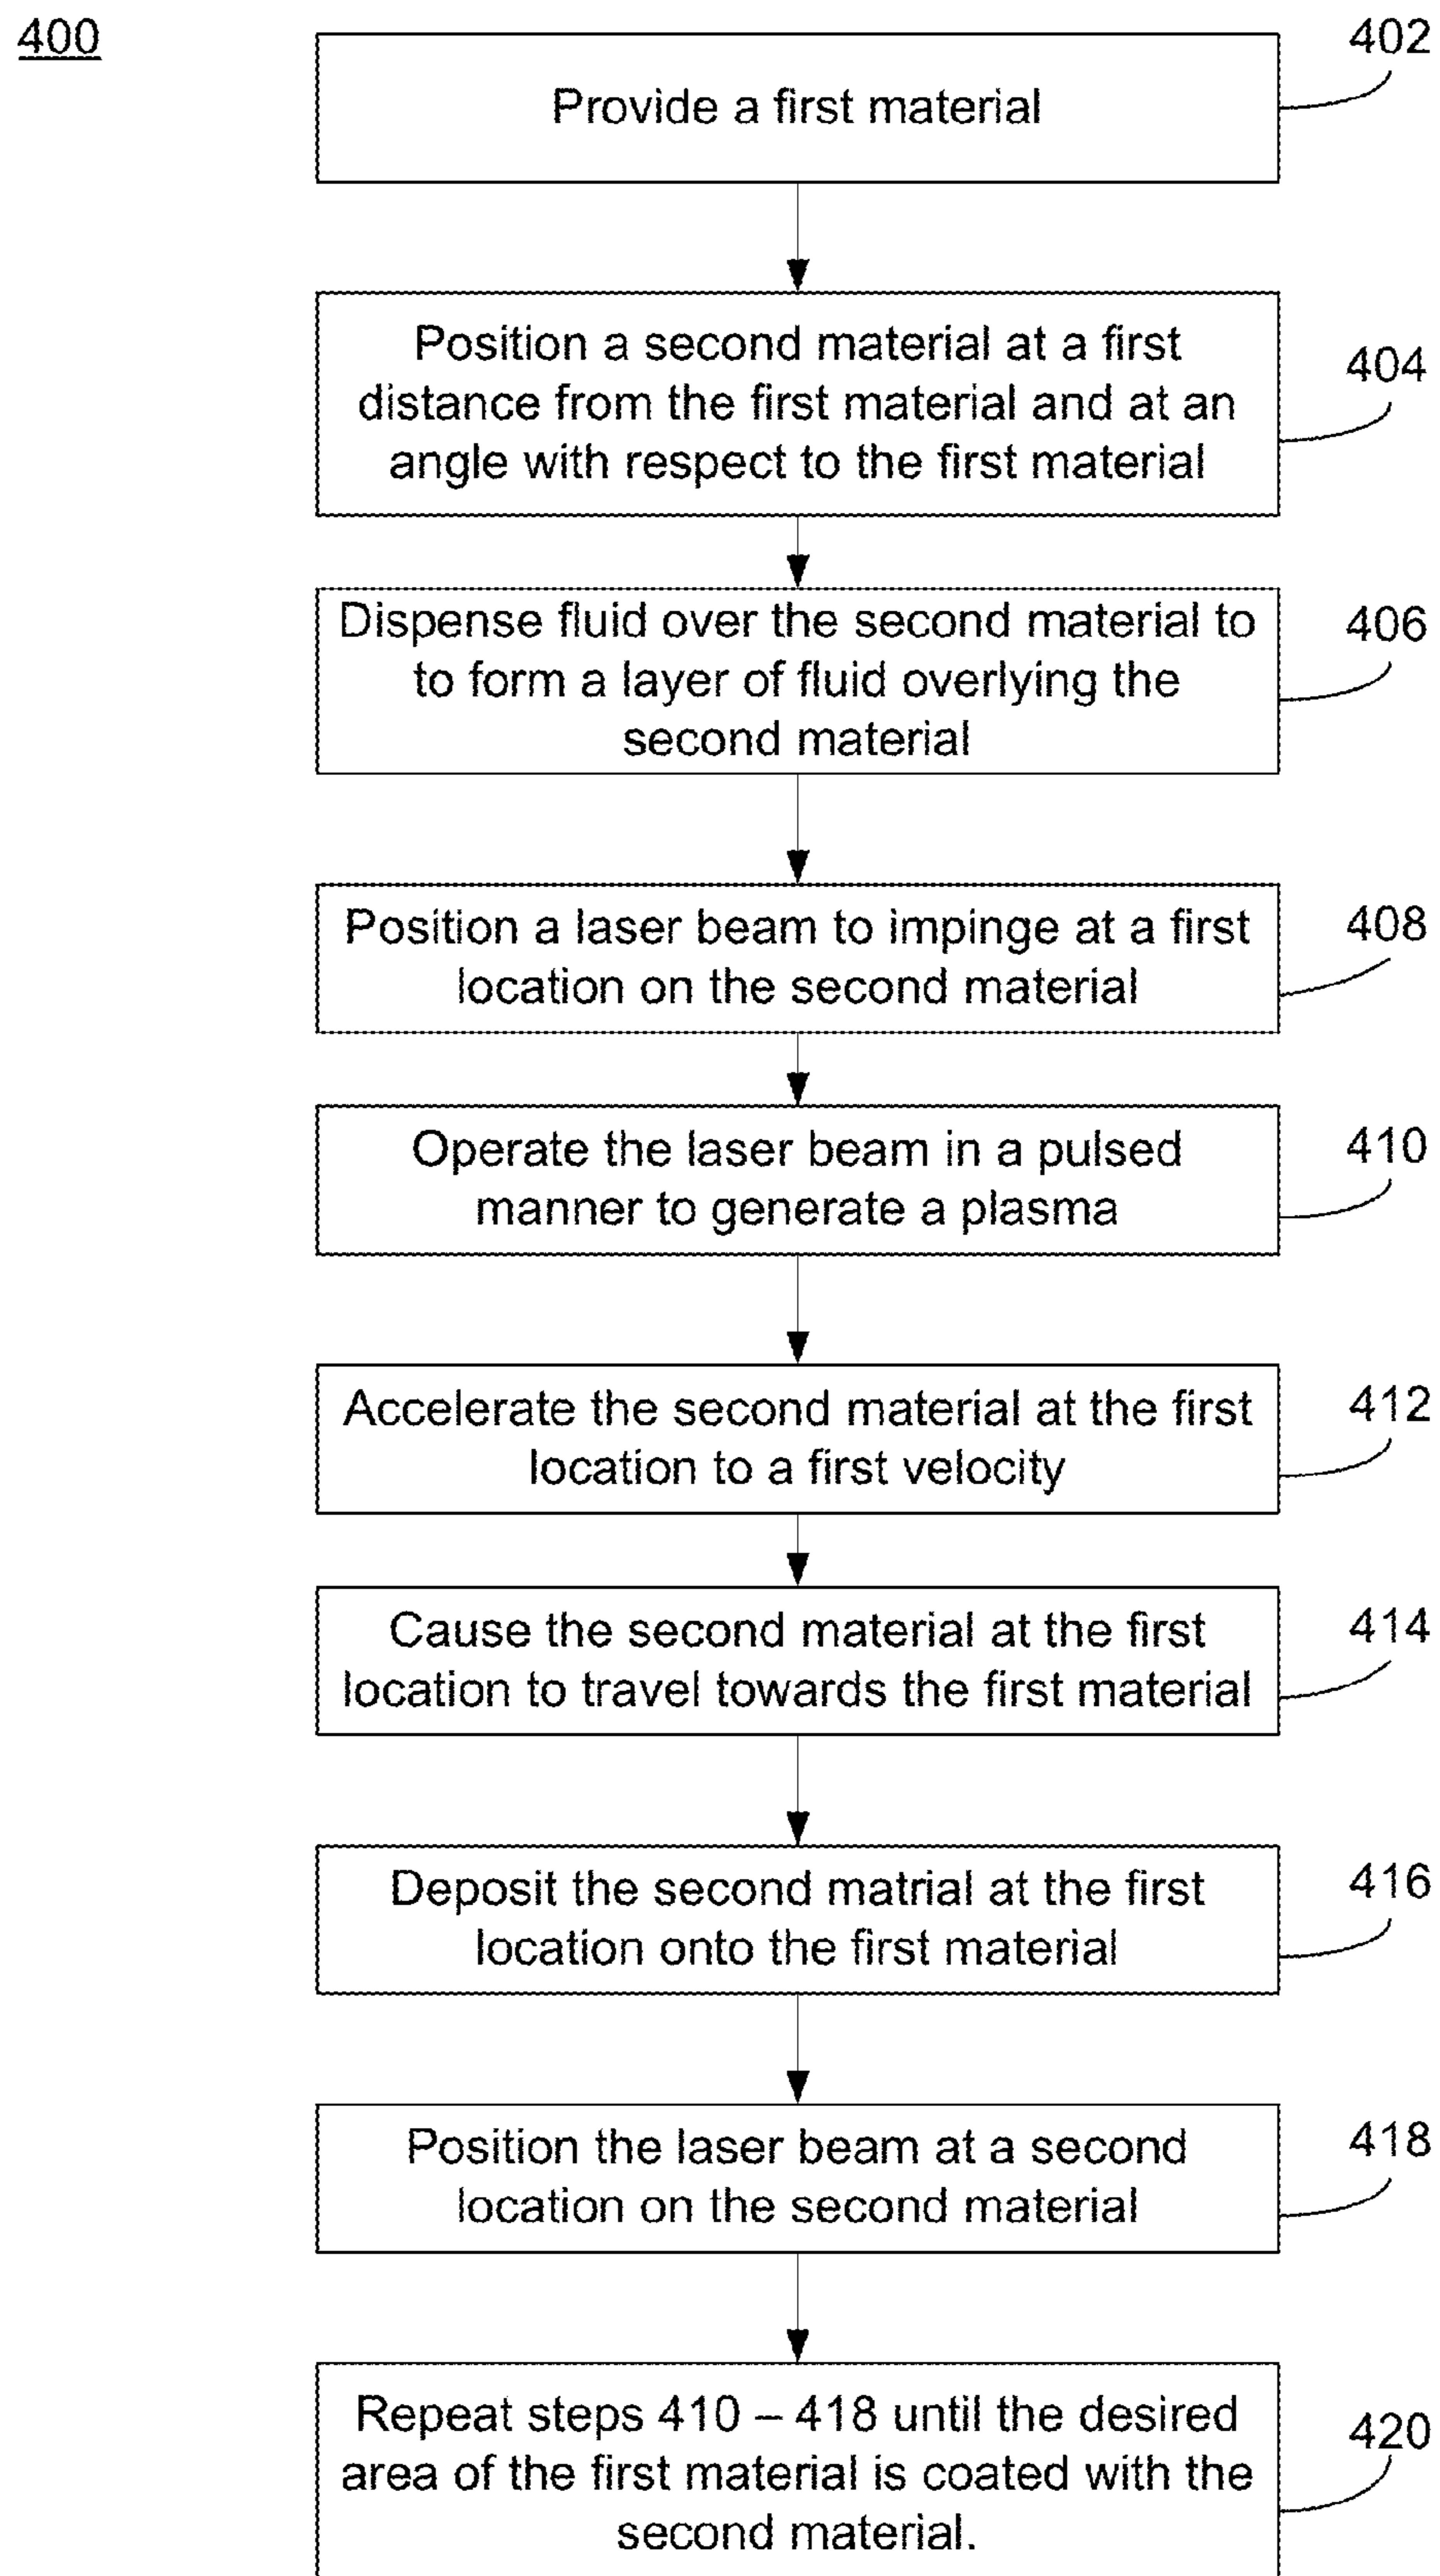 400
402
Provide a first material
Position a second material at a first
distance from the first material and at an
angle with respect to the first material
404
Dispense fluid over the second material to
to form a layer of fluid overlying the
second material
406
Position a laser beam to impinge at a first
location on the second material
408
Operate the laser beam in a pulsed
manner to generate a plasma
410
Accelerate the second material at the first
location to a first velocity
412
Cause the second material at the first
location to travel towards the first material
414
Deposit the second matrial at the first
location onto the first material
416
Position the laser beam at a second
location on the second material
418
Repeat steps 410 – 418 until the desired
area of the first material is coated with the
second material.
420